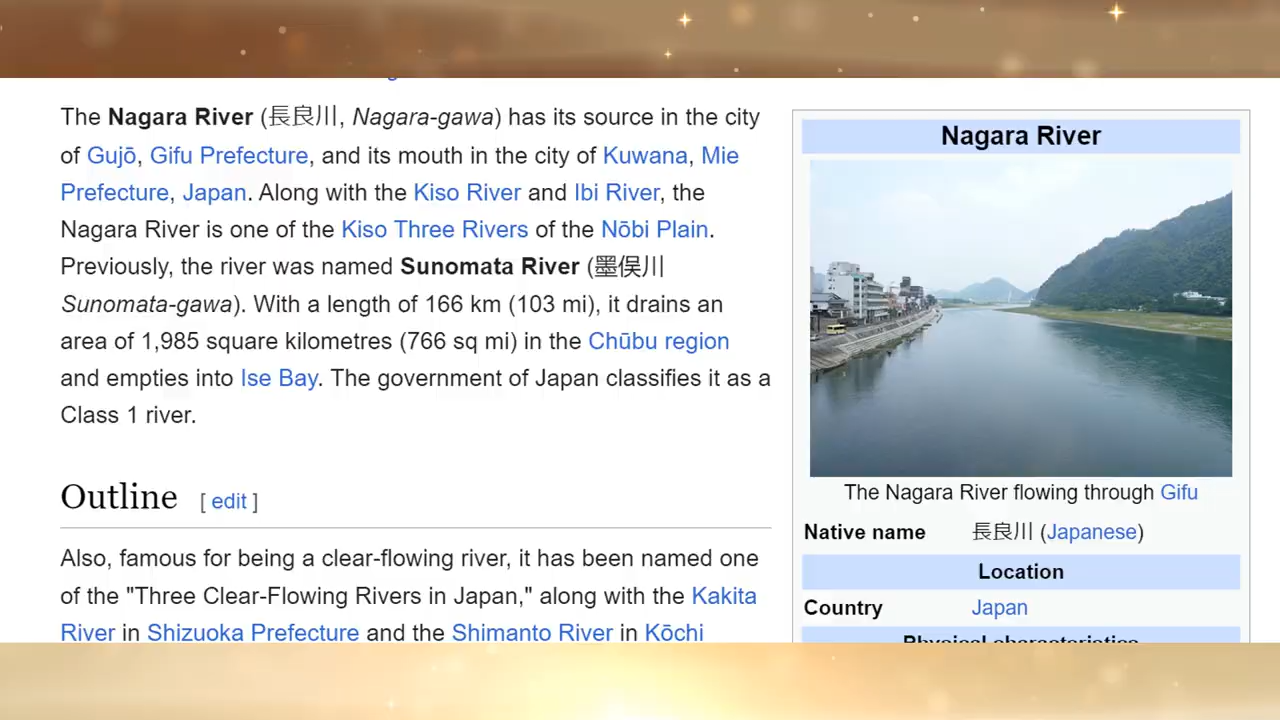 The Nagara River (長良川, Nagara-gawa) has its source in the city
of Gujō, Gifu Prefecture, and its mouth in the city of Kuwana, Mie
Prefecture, Japan. Along with the Kiso River and Ibi River, the
Nagara River is one of the Kiso Three Rivers of the Nōbi Plain.
Previously, the river was named Sunomata River (墨俣川
Sunomata-gawa). With a length of 166 km (103 mi), it drains an
area of 1,985 square kilometres (766 sq mi) in the Chūbu region
and empties into Ise Bay. The government of Japan classifies it as a
Class 1 river.
Outline [ edit ]
Also, famous for being a clear-flowing river, it has been named one
of the "Three Clear-Flowing Rivers in Japan," along with the Kakita
River in Shizuoka Prefecture and the Shimanto River in Kōchi
Nagara River
The Nagara River flowing through Gifu
Native name 長良川 (Japanese)
Location
Country Japan
Physical characteristics